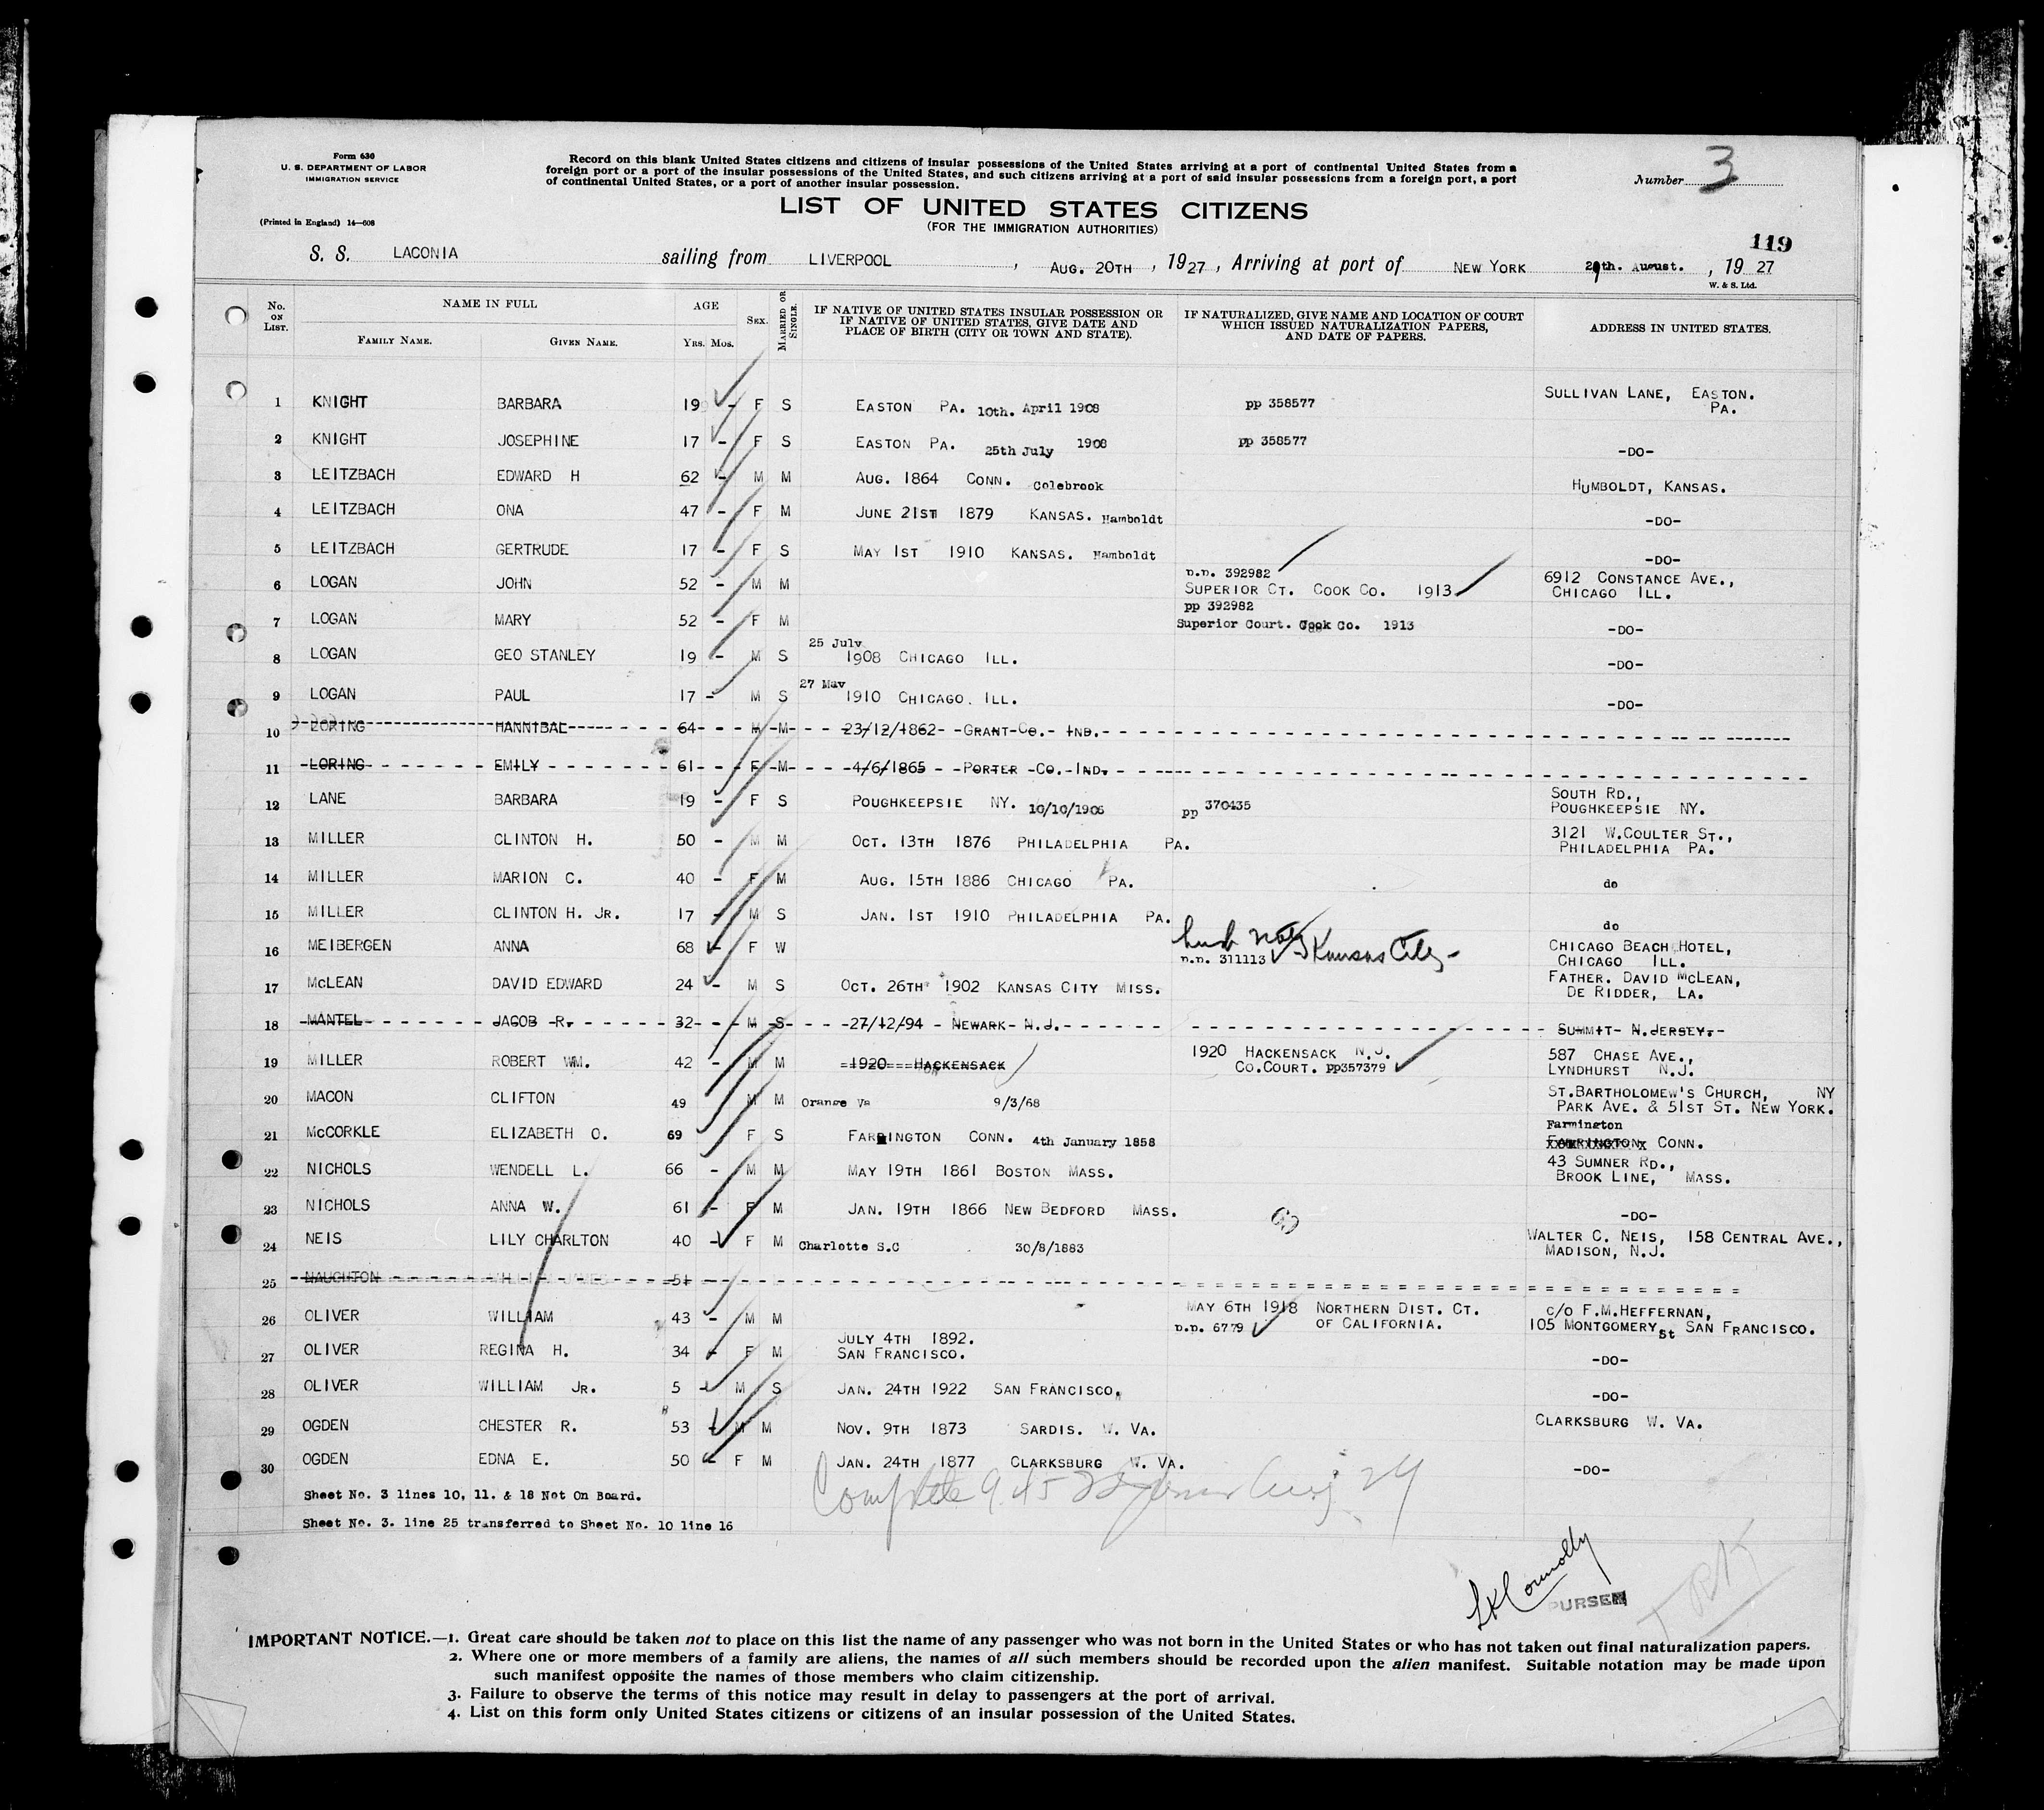 Form 630
U. S. DEPARTMENT OF LABOR
IMMIGRATION SERVICE
(Printed in England) 14—608
Record on this blank United States citizens and citizens of insular possessions of the United States arriving at a port of continental United States from a
foreign port or a port of the insular possessions of the United States, and such citizens arriving at a port of said insular possessions from a foreign port, a port
of continental United States, or a port of another insular possession.
Number 3
LIST OF UNITED STATES CITIZENS
(FOR THE IMMIGRATION AUTHORITIES)
119
S. S. LACONIA sailing from LIVERPOOL , AUG. 20TH , 1927 , Arriving at port of NEW YORK 29th. August. , 19 27
W. & S. Ltd.
No. ON LIST. NAME IN FULL FAMILY NAME. GIVEN NAME. AGE YRS. MOS. SEX. MARRIED OR SINGLE. IF NATIVE OF UNITED STATES INSULAR POSSESSION OR IF NATIVE OF UNITED STATES, GIVE DATE AND PLACE OF BIRTH (CITY OR TOWN AND STATE). IF NATURALIZED, GIVE NAME AND LOCATION OF COURT WHICH ISSUED NATURALIZATION PAPERS, AND DATE OF PAPERS. ADDRESS IN UNITED STATES.
1 KNIGHT BARBARA 19 - F S EASTON PA. 10th. April 1908 pp 358577 SULLIVAN LANE, EASTON. PA.
2 KNIGHT JOSEPHINE 17 - F S EASTON PA. 25th July 1908 pp 358577 -DO-
3 LEITZBACH EDWARD H 62 - M M AUG. 1864 CONN. Colebrook HUMBOLDT, KANSAS.
4 LEITZBACH ONA 47 - F M JUNE 21ST 1879 KANSAS. Hamboldt -DO-
5 LEITZBACH GERTRUDE 17 - F S MAY 1ST 1910 KANSAS. Hamboldt -DO-
6 LOGAN JOHN 52 - M M p.p. 392982 SUPERIOR CT. COOK CO. 1913 6912 CONSTANCE AVE., CHICAGO ILL.
7 LOGAN MARY 52 - F M pp 392982 Superior Court. Cook Co. 1913 -DO-
8 LOGAN GEO STANLEY 19 - M S 25 July 1908 CHICAGO ILL. -DO-
9 LOGAN PAUL 17 - M S 27 May 1910 CHICAGO. ILL. -DO-
10 LORING HANNIBAL 64 - M M 23/12/1862 - GRANT CO. - IND.
11 LORING EMILY 61 - F M 4/6/1865 - PORTER - CO. - IND.
12 LANE BARBARA 19 - F S POUGHKEEPSIE NY. 10/10/1906 pp 370435 SOUTH RD., POUGHKEEPSIE NY.
13 MILLER CLINTON H. 50 - M M OCT. 13TH 1876 PHILADELPHIA PA. 3121 W.COULTER ST., PHILADELPHIA PA.
14 MILLER MARION C. 40 - F M AUG. 15TH 1886 CHICAGO PA. do
15 MILLER CLINTON H. JR. 17 - M S JAN. 1ST 1910 PHILADELPHIA PA. do
16 MEIBERGEN ANNA 68 - F W p.p. 311113 Kansas City - CHICAGO BEACH HOTEL, CHICAGO ILL.
17 McLEAN DAVID EDWARD 24 - M S OCT. 26TH 1902 KANSAS CITY MISS. FATHER. DAVID McLEAN, DE RIDDER, LA.
18 MANTEL JACOB R. 32 - M S 27/12/94 - NEWARK - N.J. SUMMIT - N.JERSEY.
19 MILLER ROBERT WM. 42 - M M 1920 HACKENSACK 1920 HACKENSACK N.J. CO.COURT. pp357379 587 CHASE AVE., LYNDHURST N.J.
20 MACON CLIFTON 49 M M Orange Va 9/3/68 ST.BARTHOLOMEW'S CHURCH, NY PARK AVE. & 51ST ST. NEW YORK.
21 McCORKLE ELIZABETH O. 69 F S FARMINGTON CONN. 4th January 1858 Farmington CONN.
22 NICHOLS WENDELL L. 66 - M M MAY 19TH 1861 BOSTON MASS. 43 SUMNER RD., BROOK LINE, MASS.
23 NICHOLS ANNA W. 61 - F M JAN. 19TH 1866 NEW BEDFORD MASS. -DO-
24 NEIS LILY CHARLTON 40 - F M Charlotte S.C 30/8/1883 WALTER C. NEIS, 158 CENTRAL AVE., MADISON, N.J.
25 NAUGHTON 51
26 OLIVER WILLIAM 43 - M M MAY 6TH 1918 NORTHERN DIST. CT. OF CALIFORNIA. p.p. 6779 c/o F.M.HEFFERNAN, 105 MONTGOMERY St SAN FRANCISCO.
27 OLIVER REGINA H. 34 - F M JULY 4TH 1892. SAN FRANCISCO. -DO-
28 OLIVER WILLIAM JR. 5 - M S JAN. 24TH 1922 SAN FRANCISCO. -DO-
29 OGDEN CHESTER R. 53 - M M NOV. 9TH 1873 SARDIS. W. VA. CLARKSBURG W. VA.
30 OGDEN EDNA E. 50 - F M JAN. 24TH 1877 CLARKSBURG W. VA. -DO-
Complete 9.45 Aug 29
Sheet No. 3 lines 10, 11. & 18 Not On Board.
Sheet No. 3. line 25 transferred to Sheet No. 10 line 16
Connolly
PURSER
IMPORTANT NOTICE.—1. Great care should be taken not to place on this list the name of any passenger who was not born in the United States or who has not taken out final naturalization papers.
2. Where one or more members of a family are aliens, the names of all such members should be recorded upon the alien manifest. Suitable notation may be made upon
such manifest opposite the names of those members who claim citizenship.
3. Failure to observe the terms of this notice may result in delay to passengers at the port of arrival.
4. List on this form only United States citizens or citizens of an insular possession of the United States.